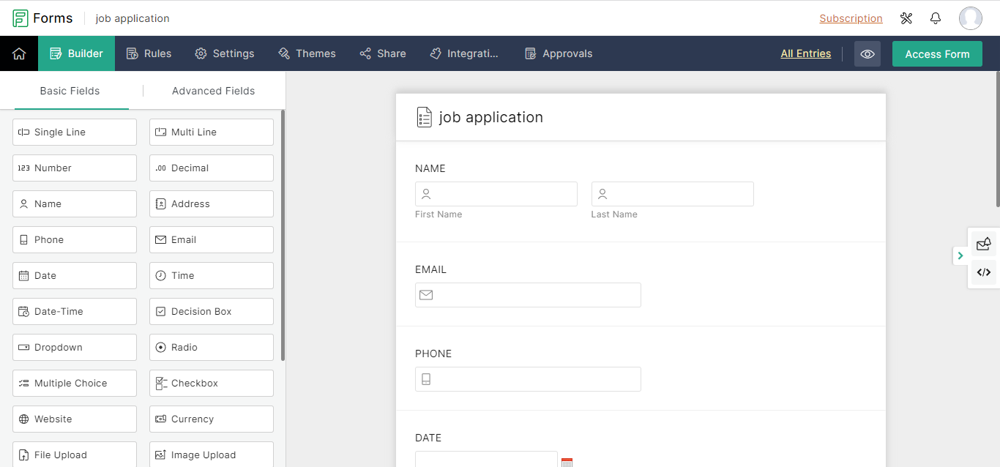 Forms job application Subscription
Builder Rules Settings Themes Share Integrati... Approvals All Entries Access Form
Basic Fields Advanced Fields
Single Line Multi Line
123 Number .00 Decimal
Name Address
Phone Email
Date Time
Date-Time Decision Box
Dropdown Radio
Multiple Choice Checkbox
Website Currency
File Upload Image Upload
job application
NAME
First Name Last Name
EMAIL
PHONE
DATE